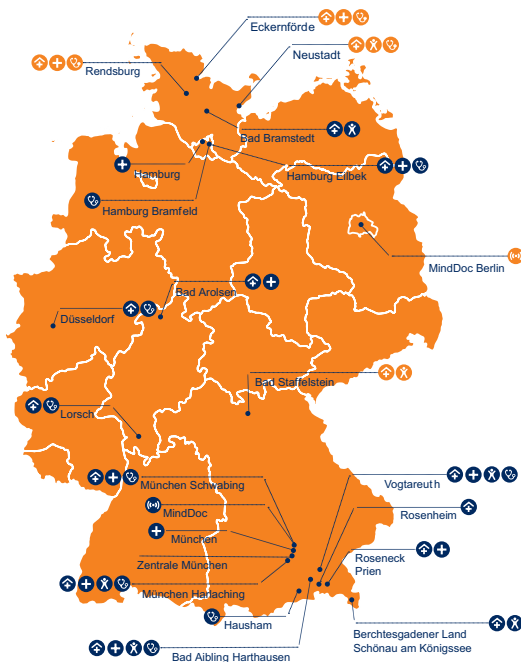 Eckernförde
Neustadt
Rendsburg
Bad Bramstedt
Hamburg
Hamburg Eilbek
Hamburg Bramfeld
MindDoc Berlin
Bad Arolsen
Düsseldorf
Bad Staffelstein
Lorsch
München Schwabing
Vogtareuth
MindDoc
Rosenheim
München
Roseneck
Prien
Zentrale München
München Harlaching
Hausham
Berchtesgadener Land
Schönau am Königssee
Bad Aibling Harthausen